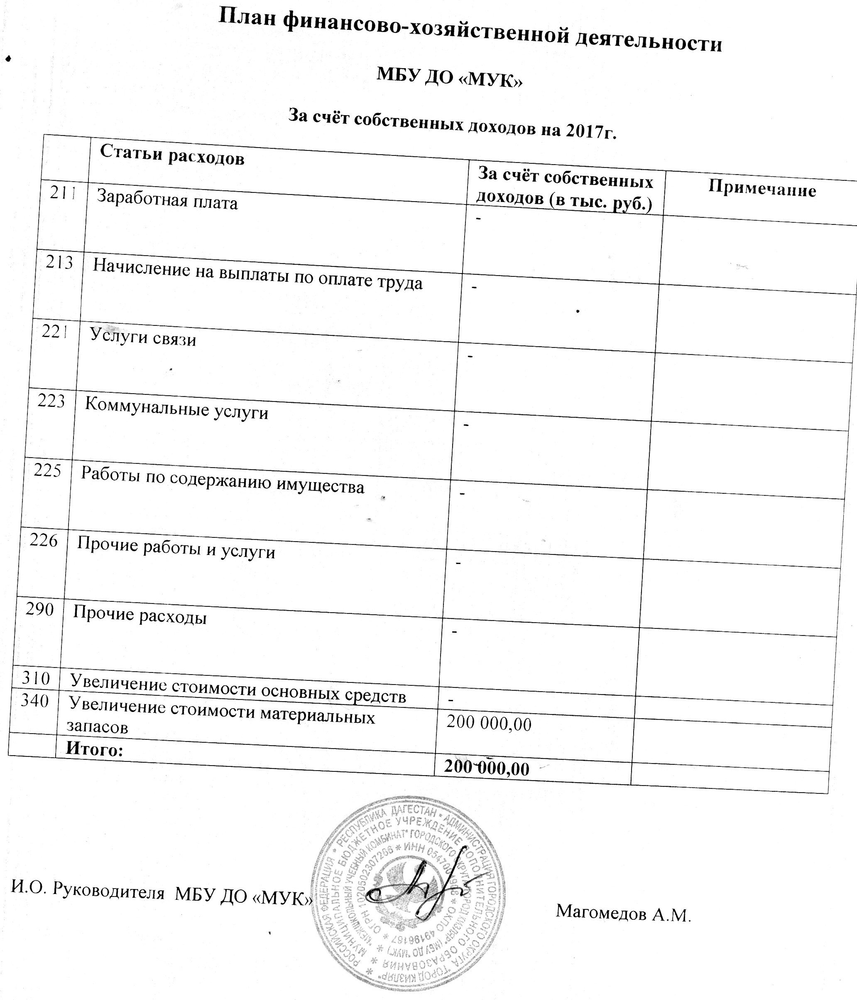 План финансово-хозяйственной деятельности
МБУ ДО «МУК»
За счёт собственных доходов на 2017г.
Статьи расходов
За счёт собственных
доходов (в тыс. руб.)
Примечание
211 Заработная плата -
213 Начисление на выплаты по оплате труда -
221 Услуги связи -
223 Коммунальные услуги -
225 Работы по содержанию имущества -
226 Прочие работы и услуги -
290 Прочие расходы -
310 Увеличение стоимости основных средств -
340 Увеличение стоимости материальных 200 000,00
запасов
Итого: 200 000,00
И.О. Руководителя МБУ ДО «МУК»
Магомедов А.М.
РОССИЙСКАЯ ФЕДЕРАЦИЯ * РЕСПУБЛИКА ДАГЕСТАН * АДМИНИСТРАЦИЯ ГОРОДСКОГО ОКРУГА "ГОРОД КИЗЛЯР" *
МУНИЦИПАЛЬНОЕ БЮДЖЕТНОЕ УЧРЕЖДЕНИЕ ДОПОЛНИТЕЛЬНОГО ОБРАЗОВАНИЯ *
"МЕЖШКОЛЬНЫЙ УЧЕБНЫЙ КОМБИНАТ" ГОРОДСКОГО ОКРУГА "ГОРОД КИЗЛЯР" (МБУ ДО "МУК") *
ОГРН 1020502307286 * ИНН * ОКПО 49196157 *